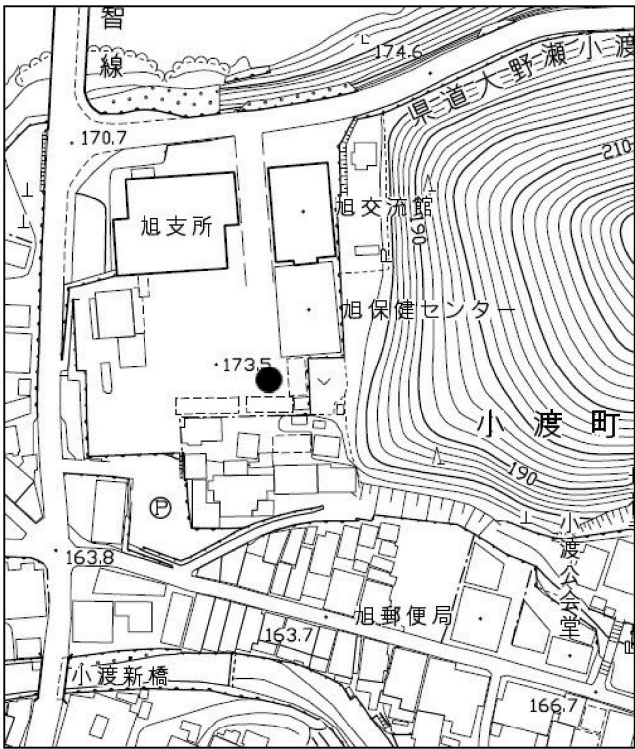 智線
174.6
県道大野瀬小渡
170.7
210
旭支所
旭交流館
190
旭保健センター
173.5
小渡町
190
P
小渡公会堂
163.8
旭郵便局
163.7
小渡新橋
166.7